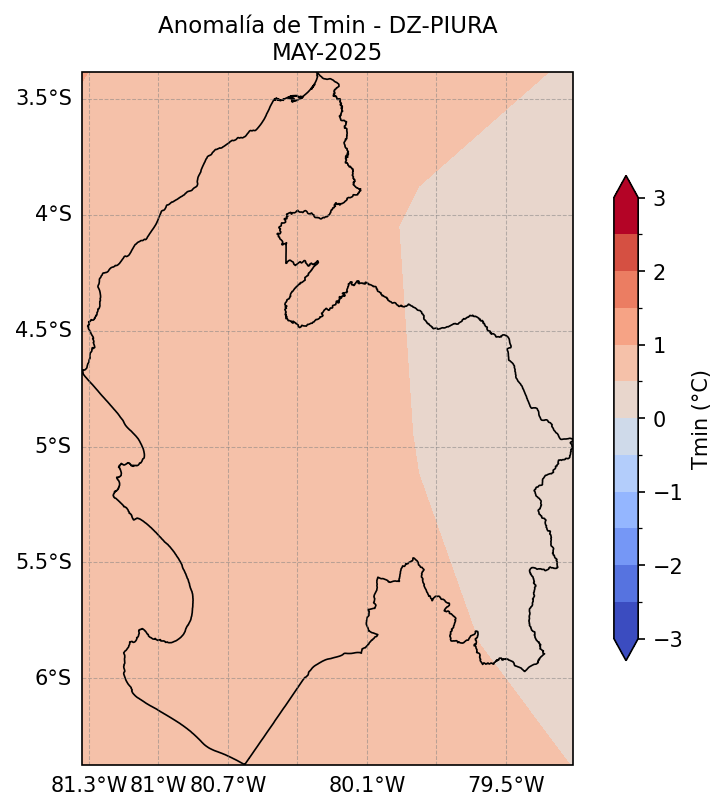 Anomalía de Tmin - DZ-PIURA
MAY-2025
3.5°S
4°S
4.5°S
5°S
5.5°S
6°S
81.3°W 81°W 80.7°W 80.1°W 79.5°W
3
2
1
0
−1
−2
−3
Tmin (°C)